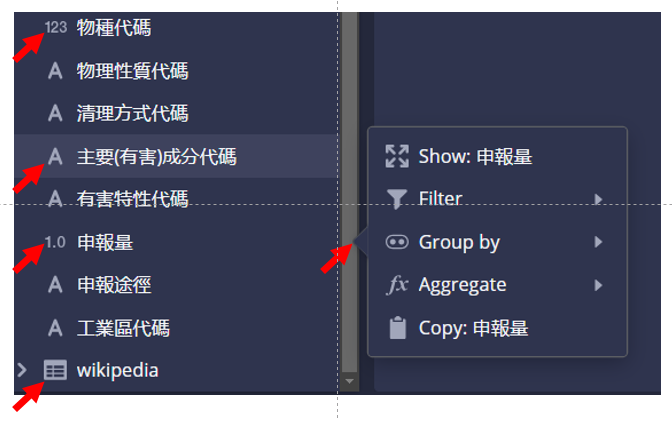 123 物種代碼
A 物理性質代碼
A 清理方式代碼
A 主要(有害)成分代碼
A 有害特性代碼
1.0 申報量
A 申報途徑
A 工業區代碼
wikipedia
Show: 申報量
Filter
Group by
fx Aggregate
Copy: 申報量